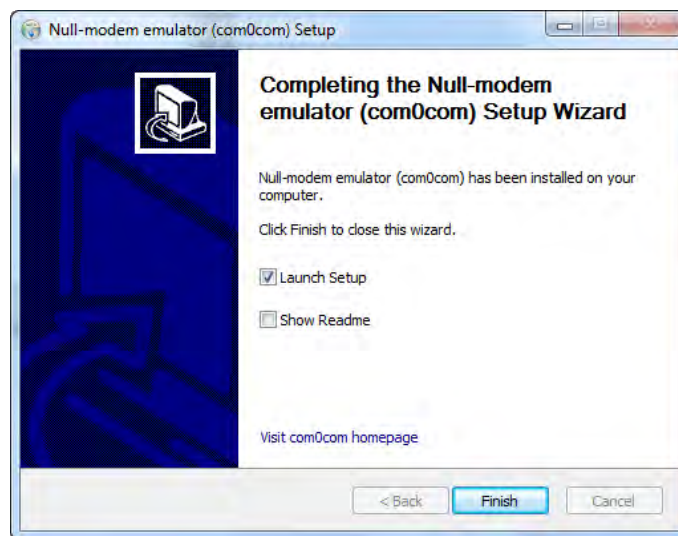 Null-modem emulator (com0com) Setup
Completing the Null-modem
emulator (com0com) Setup Wizard
Null-modem emulator (com0com) has been installed on your
computer.
Click Finish to close this wizard.
Launch Setup
Show Readme
Visit com0com homepage
< Back
Finish
Cancel